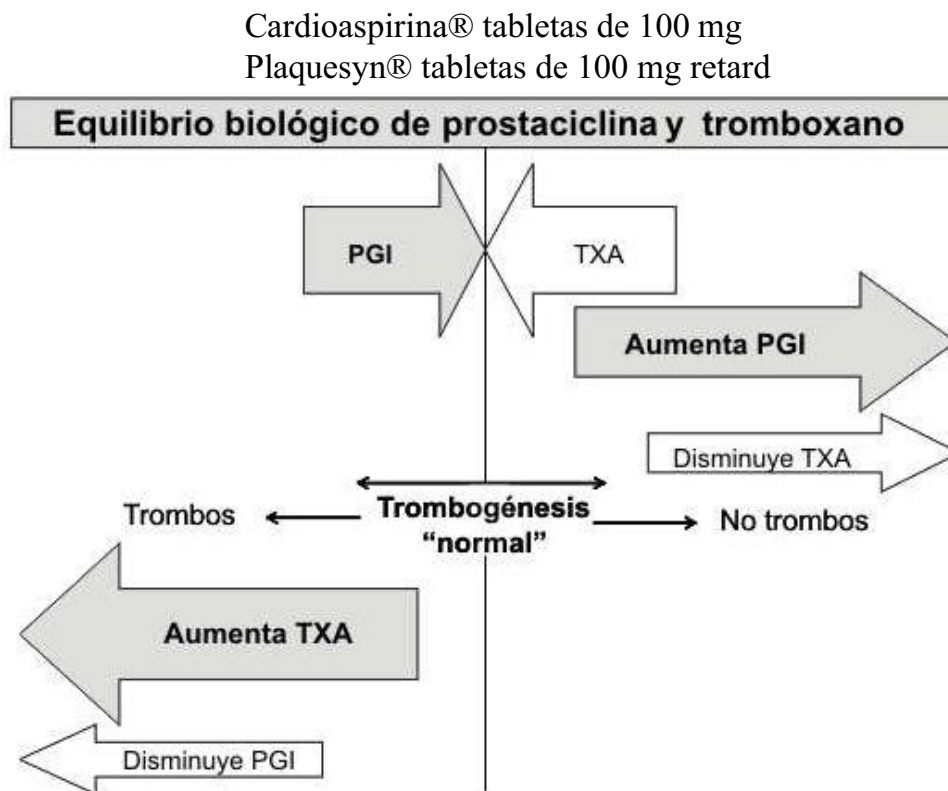 Cardioaspirina® tabletas de 100 mg
Plaquesyn® tabletas de 100 mg retard
Equilibrio biológico de prostaciclina y tromboxano
PGI
TXA
Aumenta PGI
Disminuye TXA
Trombos
Trombogénesis
"normal"
No trombos
Aumenta TXA
Disminuye PGI